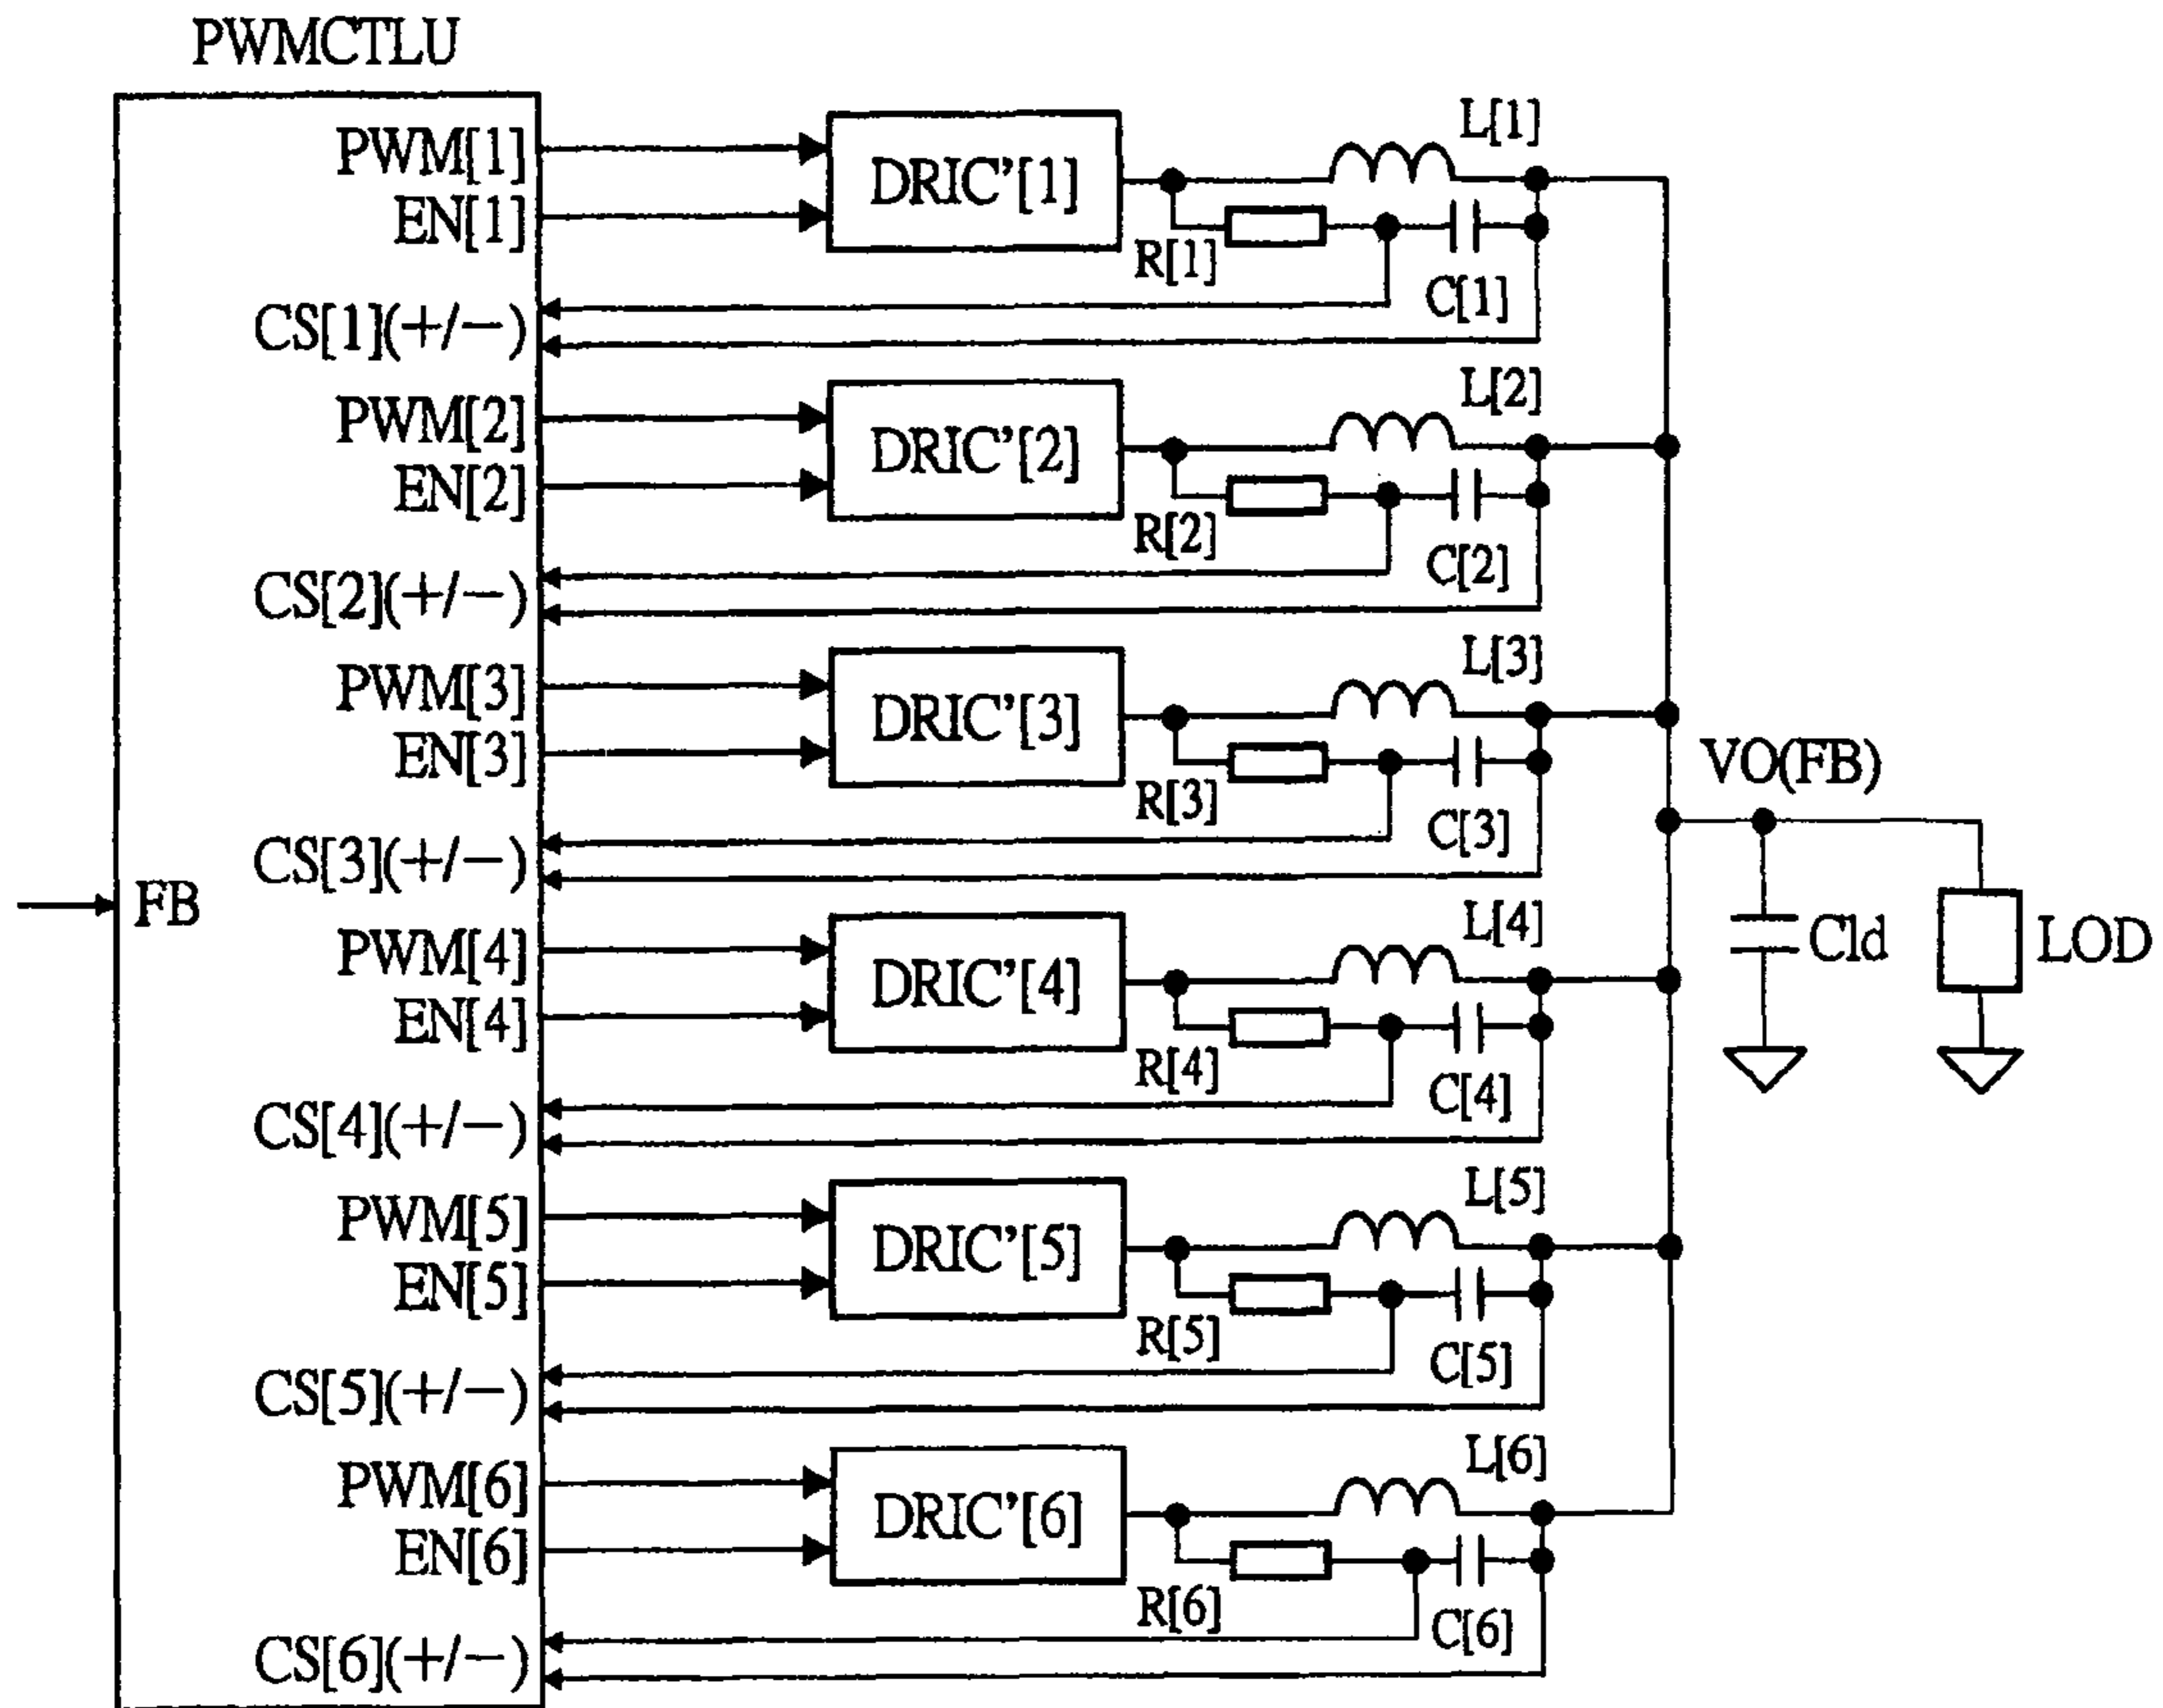 PWMCTLU
PWM[1]
EN[1]
CS[1](+/−)
DRIC’[1]
L[1]
R[1]
C[1]
PWM[2]
EN[2]
CS[2](+/−)
DRIC’[2]
L[2]
R[2]
C[2]
PWM[3]
EN[3]
CS[3](+/−)
DRIC’[3]
L[3]
R[3]
C[3]
VO(FB)
FB
Cld
LOD
PWM[4]
EN[4]
CS[4](+/−)
DRIC’[4]
L[4]
R[4]
C[4]
PWM[5]
EN[5]
CS[5](+/−)
DRIC’[5]
L[5]
R[5]
C[5]
PWM[6]
EN[6]
CS[6](+/−)
DRIC’[6]
L[6]
R[6]
C[6]